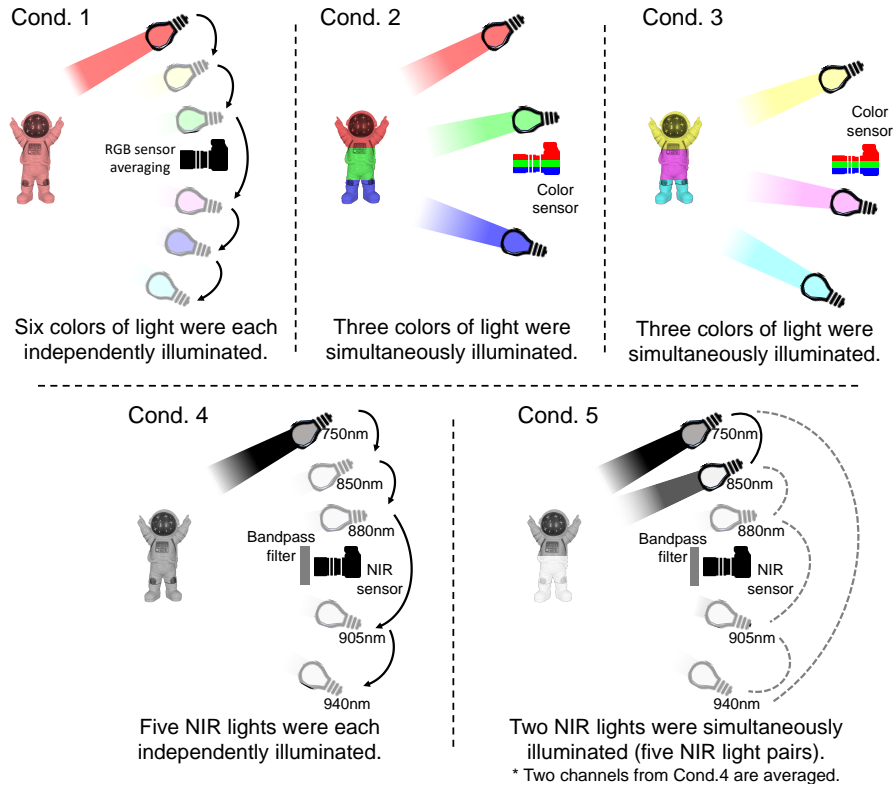 Cond. 1
RGB sensor
averaging
Six colors of light were each
independently illuminated.
Cond. 2
Color
sensor
Three colors of light were
simultaneously illuminated.
Cond. 3
Color
sensor
Three colors of light were
simultaneously illuminated.
Cond. 4
750nm
850nm
880nm
Bandpass
filter
NIR
sensor
905nm
940nm
Five NIR lights were each
independently illuminated.
Cond. 5
750nm
850nm
880nm
Bandpass
filter
NIR
sensor
905nm
940nm
Two NIR lights were simultaneously
illuminated (five NIR light pairs).
* Two channels from Cond.4 are averaged.